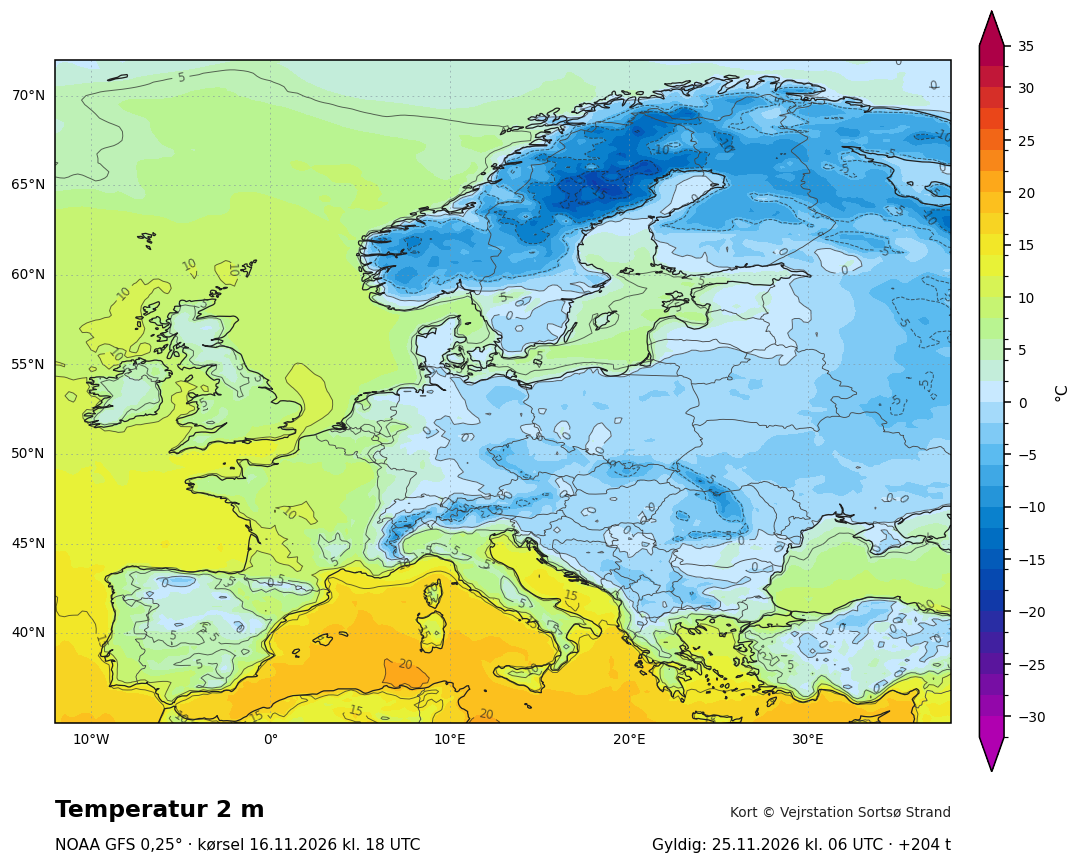 70°N
65°N
60°N
55°N
50°N
45°N
40°N
10°W
0°
10°E
20°E
30°E
35
30
25
20
15
10
5
0
−5
−10
−15
−20
−25
−30
°C
Temperatur 2 m
Kort © Vejrstation Sortsø Strand
NOAA GFS 0,25° · kørsel 16.11.2026 kl. 18 UTC
Gyldig: 25.11.2026 kl. 06 UTC · +204 t